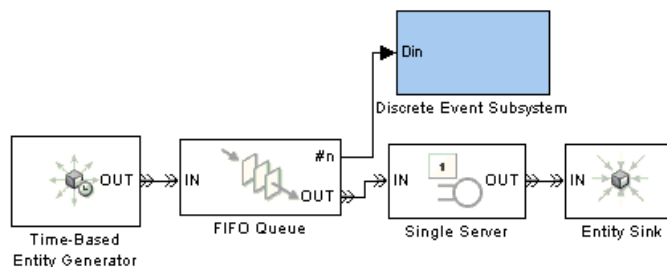 Din
Discrete Event Subsystem
OUT
Time-Based
Entity Generator
IN
#n
OUT
FIFO Queue
IN
1
OUT
Single Server
IN
Entity Sink